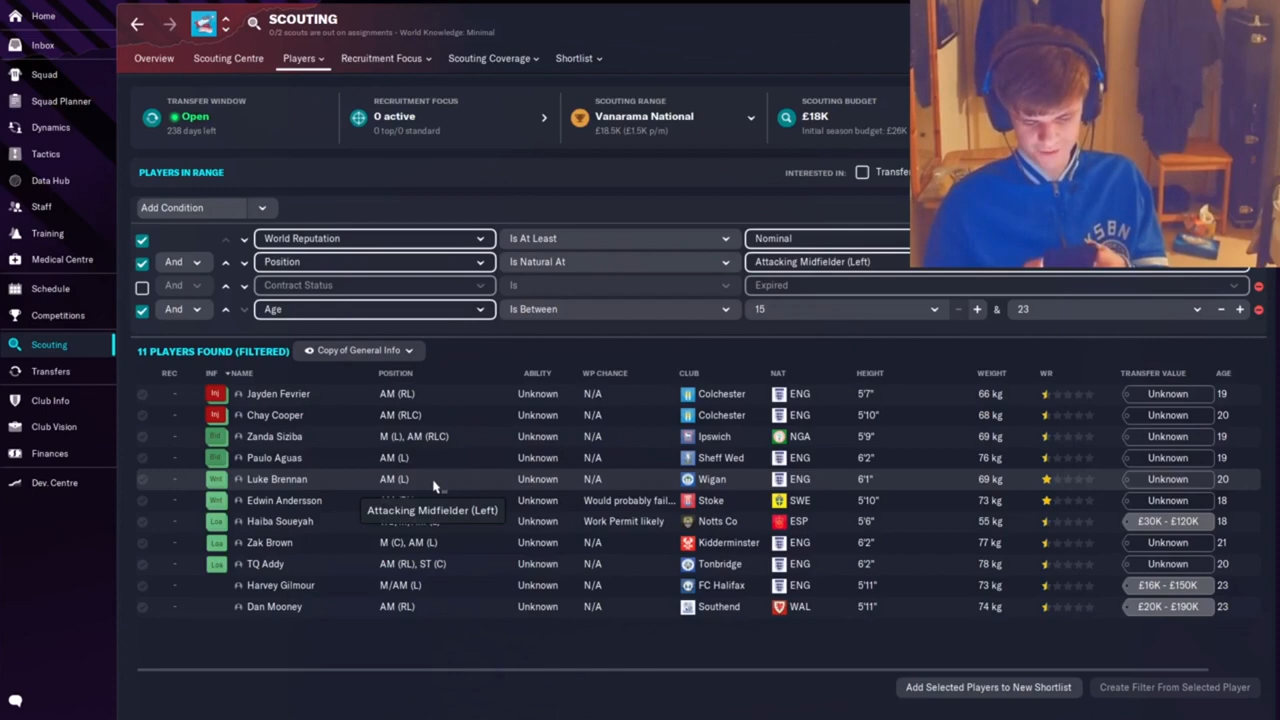 Home
Inbox
Squad
Squad Planner
Dynamics
Tactics
Data Hub
Staff
Training
Medical Centre
Schedule
Competitions
Scouting
Transfers
Club Info
Club Vision
Finances
Dev. Centre
SCOUTING
0/2 scouts are out on assignments - World Knowledge: Minimal
Overview Scouting Centre Players Recruitment Focus Scouting Coverage Shortlist
TRANSFER WINDOW
Open
238 days left
RECRUITMENT FOCUS
0 active
0 top/0 standard
SCOUTING RANGE
Vanarama National
£18.5K (£1.5K p/m)
SCOUTING BUDGET
£18K
Initial season budget: £26K
PLAYERS IN RANGE INTERESTED IN: Transfe
Add Condition
World Reputation Is At Least Nominal
And Position Is Natural At Attacking Midfielder (Left)
And Contract Status Is Expired
And Age Is Between 15 & 23
11 PLAYERS FOUND (FILTERED) Copy of General Info
REC INF NAME POSITION ABILITY WP CHANCE CLUB NAT HEIGHT WEIGHT WR TRANSFER VALUE AGE
- Inj Jayden Fevrier AM (RL) Unknown N/A Colchester ENG 5'7" 66 kg Unknown 19
- Inj Chay Cooper AM (RLC) Unknown N/A Colchester ENG 5'10" 68 kg Unknown 20
- Bid Zanda Siziba M (L), AM (RLC) Unknown N/A Ipswich NGA 5'9" 69 kg Unknown 19
- Bid Paulo Aguas AM (L) Unknown N/A Sheff Wed ENG 6'2" 76 kg Unknown 19
- Wnt Luke Brennan AM (L) Unknown N/A Wigan ENG 6'1" 69 kg Unknown 20
- Wnt Edwin Andersson Unknown Would probably fail... Stoke SWE 5'10" 73 kg Unknown 18
Attacking Midfielder (Left)
- Loa Haiba Soueyah Unknown Work Permit likely Notts Co ESP 5'6" 55 kg £30K - £120K 18
- Loa Zak Brown M (C), AM (L) Unknown N/A Kidderminster ENG 6'2" 77 kg Unknown 21
- Loa TQ Addy AM (RL), ST (C) Unknown N/A Tonbridge ENG 6'2" 78 kg Unknown 20
- Harvey Gilmour M/AM (L) Unknown N/A FC Halifax ENG 5'11" 73 kg £16K - £150K 23
- Dan Mooney AM (RL) Unknown N/A Southend WAL 5'11" 74 kg £20K - £190K 23
Add Selected Players to New Shortlist Create Filter From Selected Player